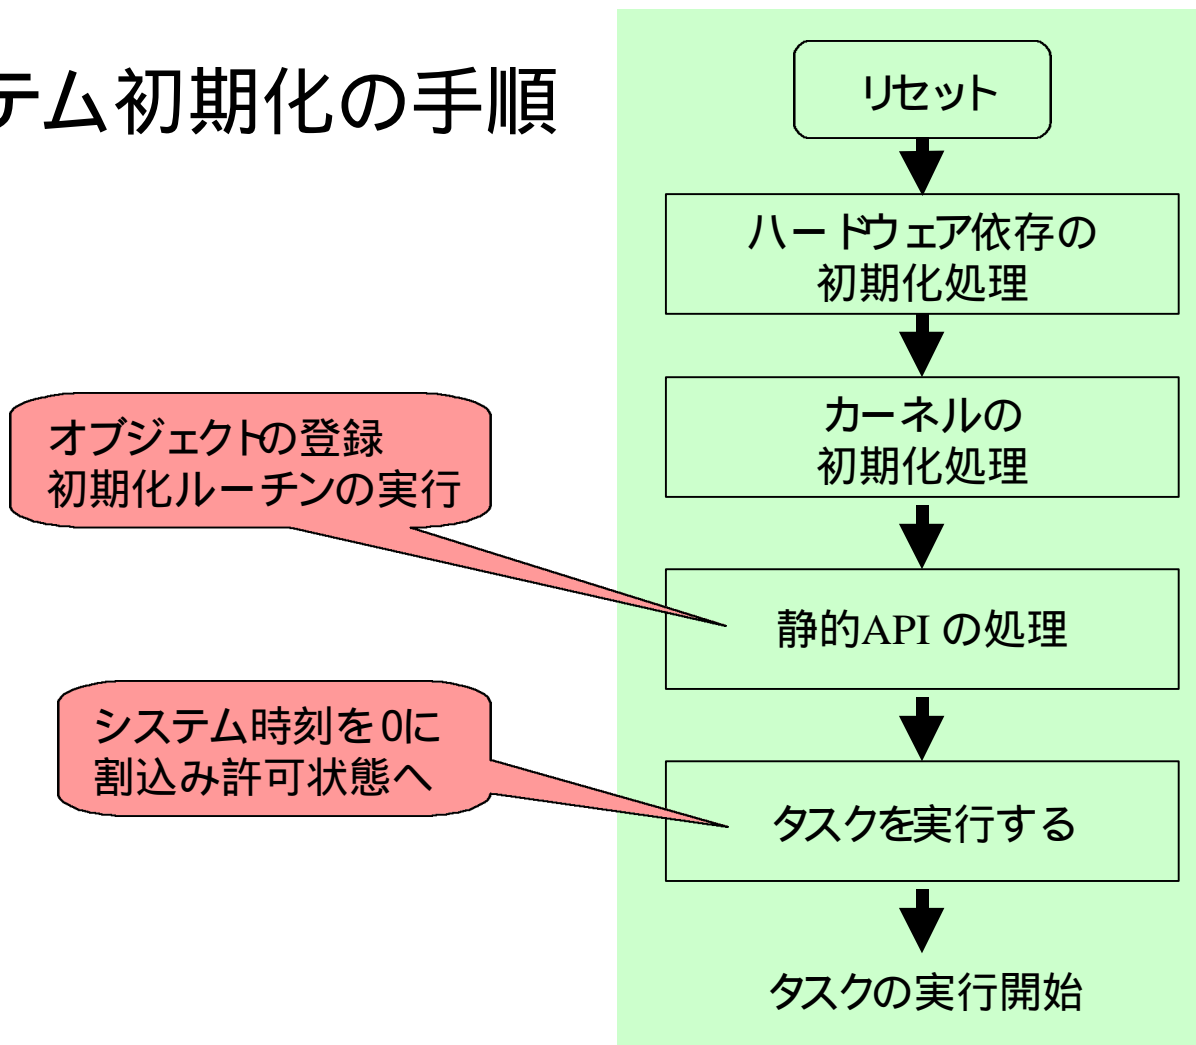 テム初期化の手順
リセット
ハードウェア依存の
初期化処理
カーネルの
初期化処理
オブジェクトの登録
初期化ルーチンの実行
静的API の処理
システム時刻を0に
割込み許可状態へ
タスクを実行する
タスクの実行開始